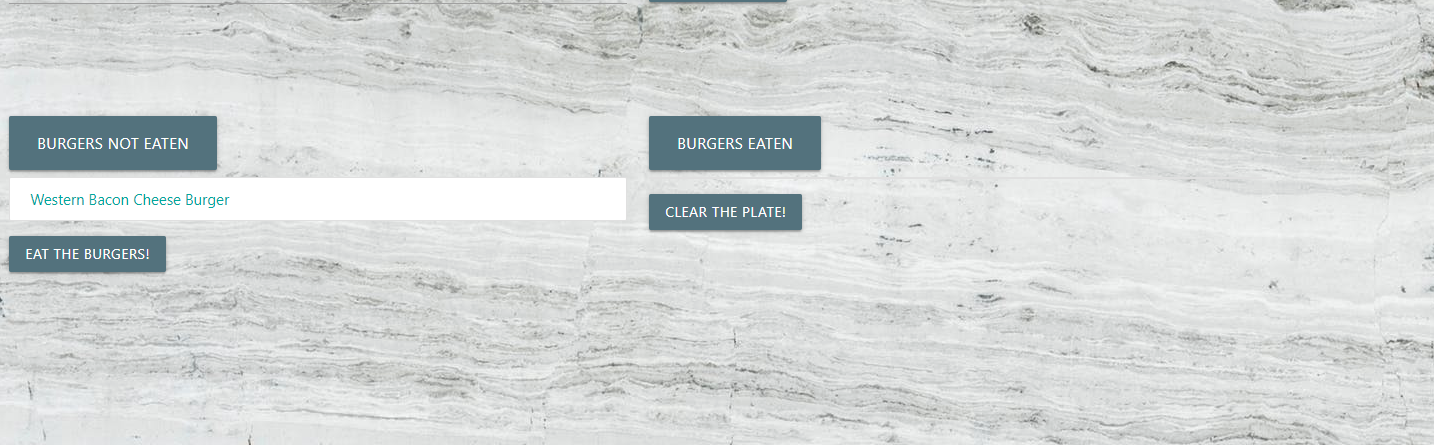 BURGERS NOT EATEN
Western Bacon Cheese Burger
EAT THE BURGERS!
BURGERS EATEN
CLEAR THE PLATE!